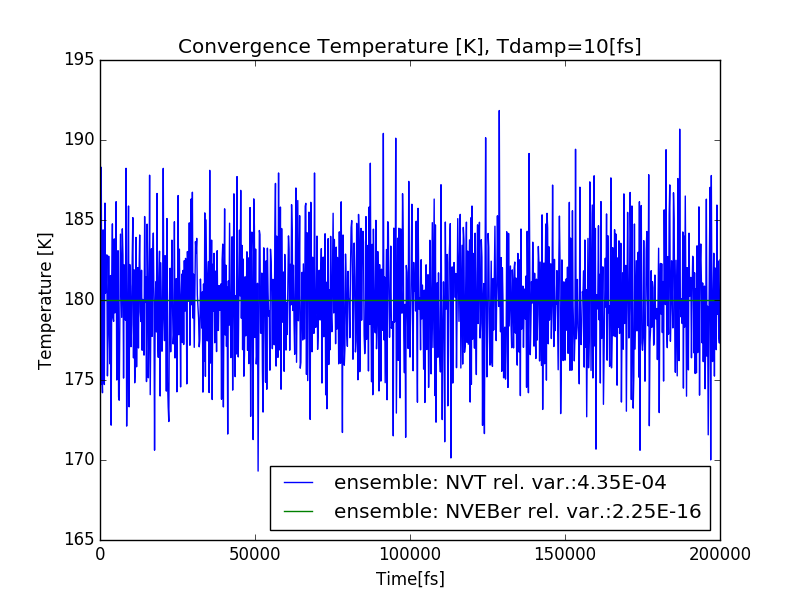 Convergence Temperature [K], Tdamp=10[fs]
195
190
185
180
175
170
165
Temperature [K]
ensemble: NVT rel. var.:4.35E-04
ensemble: NVEBer rel. var.:2.25E-16
0 50000 100000 150000 200000
Time[fs]